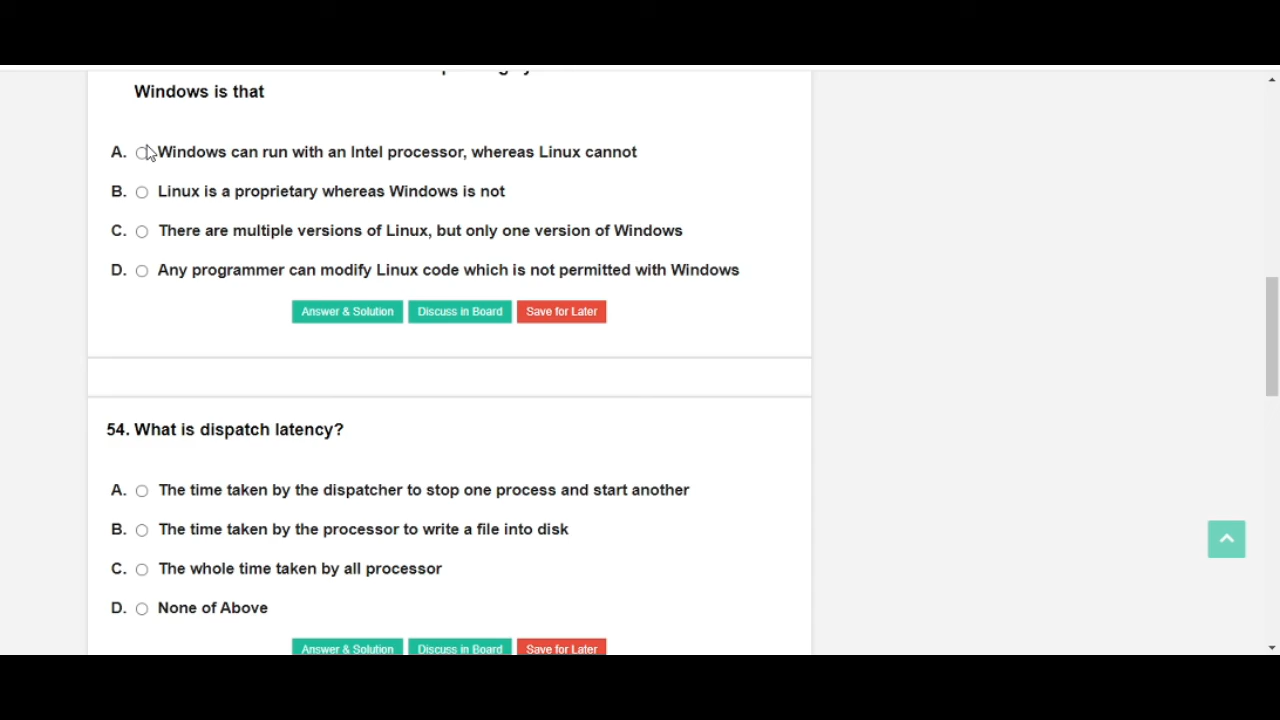 Windows is that
A. Windows can run with an Intel processor, whereas Linux cannot
B. Linux is a proprietary whereas Windows is not
C. There are multiple versions of Linux, but only one version of Windows
D. Any programmer can modify Linux code which is not permitted with Windows
Answer & Solution Discuss in Board Save for Later
54. What is dispatch latency?
A. The time taken by the dispatcher to stop one process and start another
B. The time taken by the processor to write a file into disk
C. The whole time taken by all processor
D. None of Above
Answer & Solution Discuss in Board Save for Later